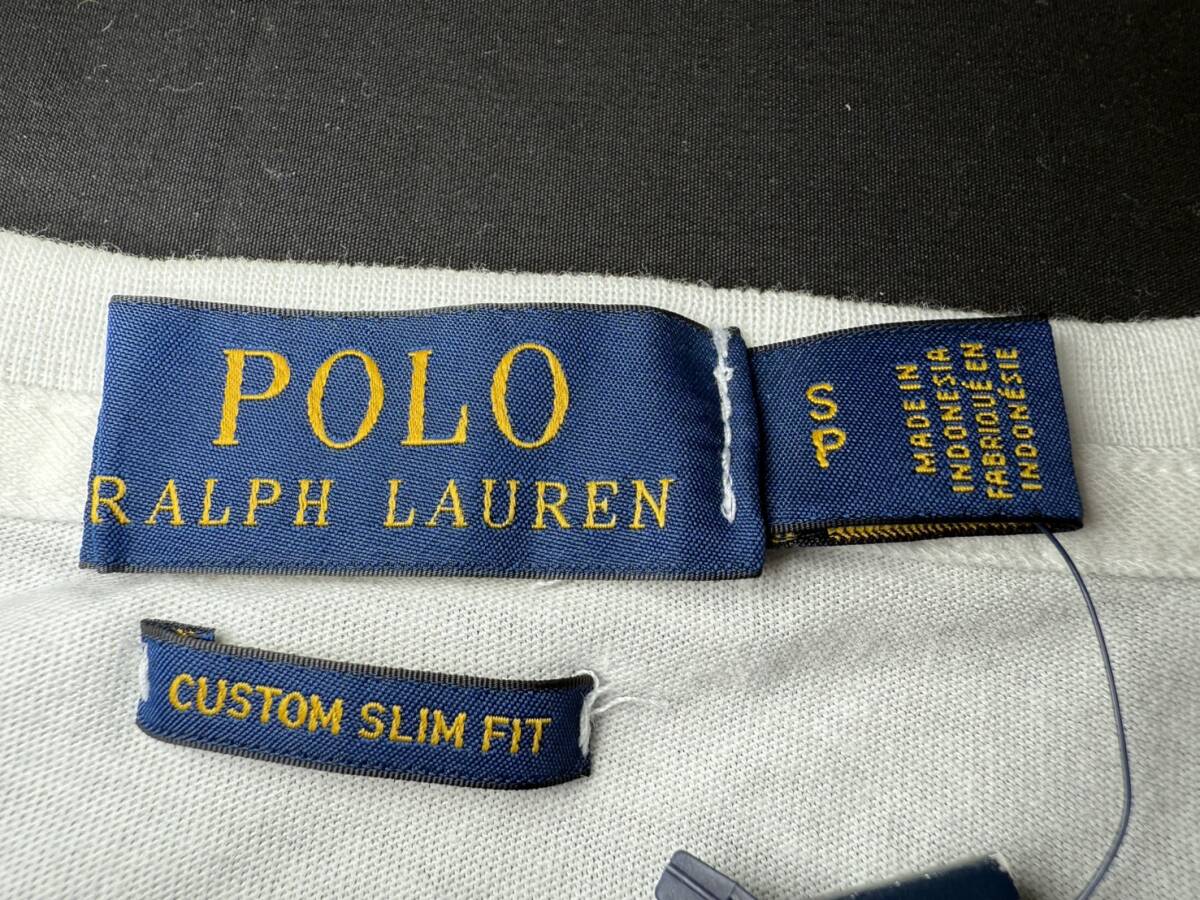 POLO
RALPH LAUREN
S
P
MADE IN
INDONESIA
FABRIQUÉ EN
INDONÉSIE
CUSTOM SLIM FIT